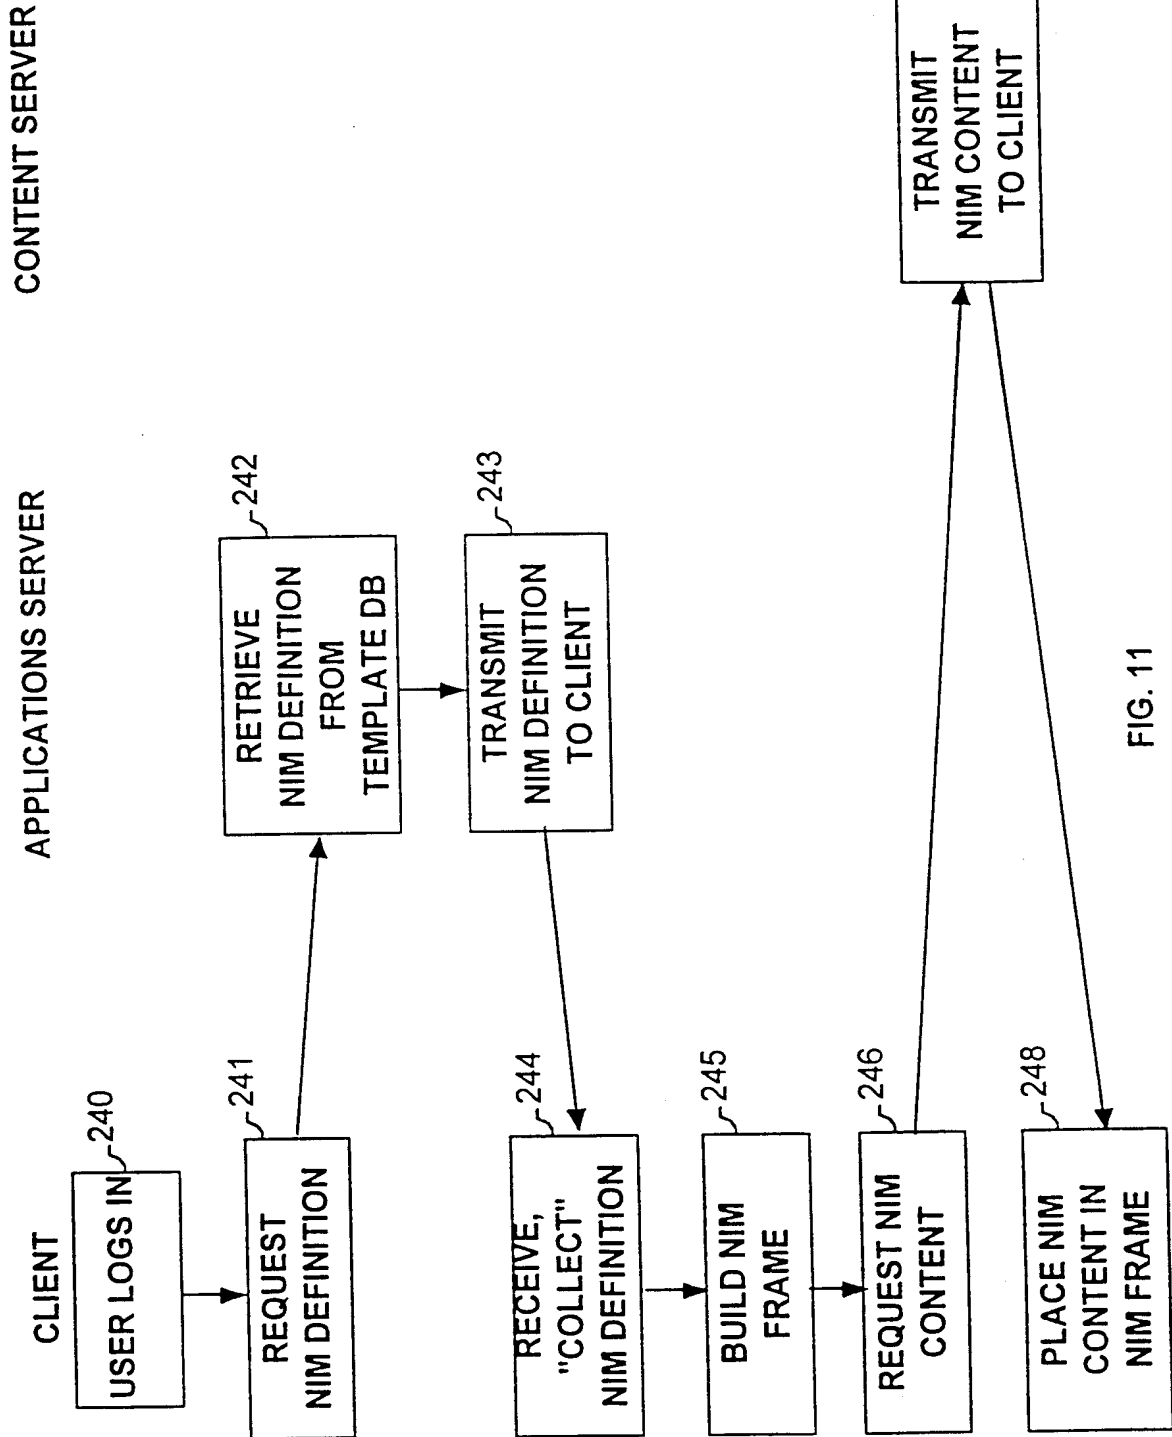 CLIENT
APPLICATIONS SERVER
CONTENT SERVER
USER LOGS IN
240
REQUEST
NIM DEFINITION
241
RETRIEVE
NIM DEFINITION
FROM
TEMPLATE DB
242
TRANSMIT
NIM DEFINITION
TO CLIENT
243
RECEIVE,
"COLLECT"
NIM DEFINITION
244
BUILD NIM
FRAME
245
REQUEST NIM
CONTENT
246
TRANSMIT
NIM CONTENT
TO CLIENT
PLACE NIM
CONTENT IN
NIM FRAME
248
FIG. 11